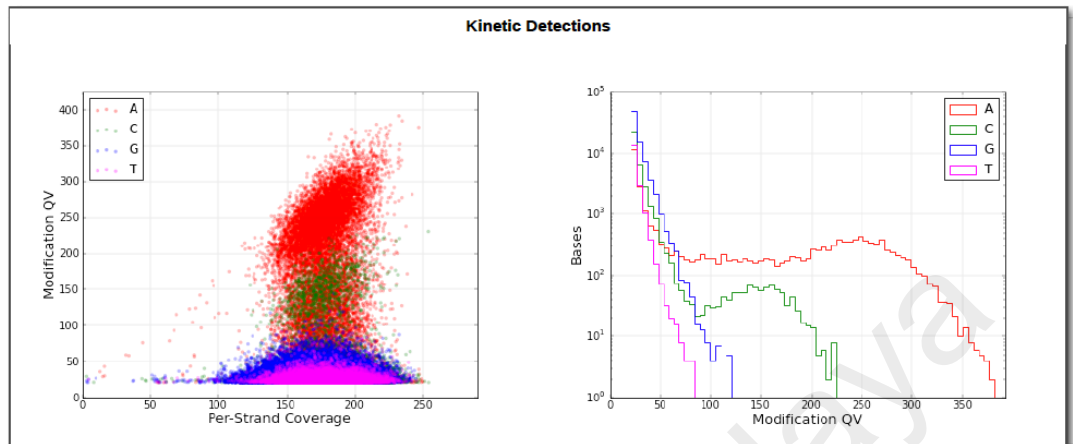 Kinetic Detections
A
C
G
T
400
350
300
250
200
150
100
50
0
Modification QV
0 50 100 150 200 250
Per-Strand Coverage
A
C
G
T
10^5
10^4
10^3
10^2
10^1
10^0
Bases
0 50 100 150 200 250 300 350
Modification QV
laya